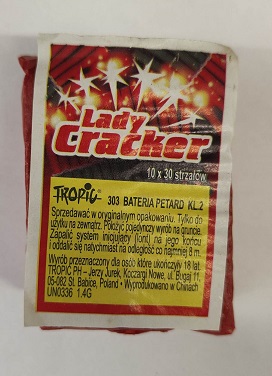 Lady
Cracker
10 x 30 strzałów
TROPIC 303 BATERIA PETARD KL.2
Sprzedawać w oryginalnym opakowaniu. Tylko do
użytku na zewnątrz. Położyć pojedynczy wyrób na gruncie.
Zapalić system inicjujący (lont) na jego końcu
i oddalić się natychmiast na odległość co najmniej 8 m.
Wyrób przeznaczony dla osób które ukończyły 18 lat.
TROPIC PH – Jerzy Jurek, Koczargi Nowe, ul. Bugaj 11,
05-082 St. Babice, Poland • Wyprodukowano w Chinach
UN0336 1.4G